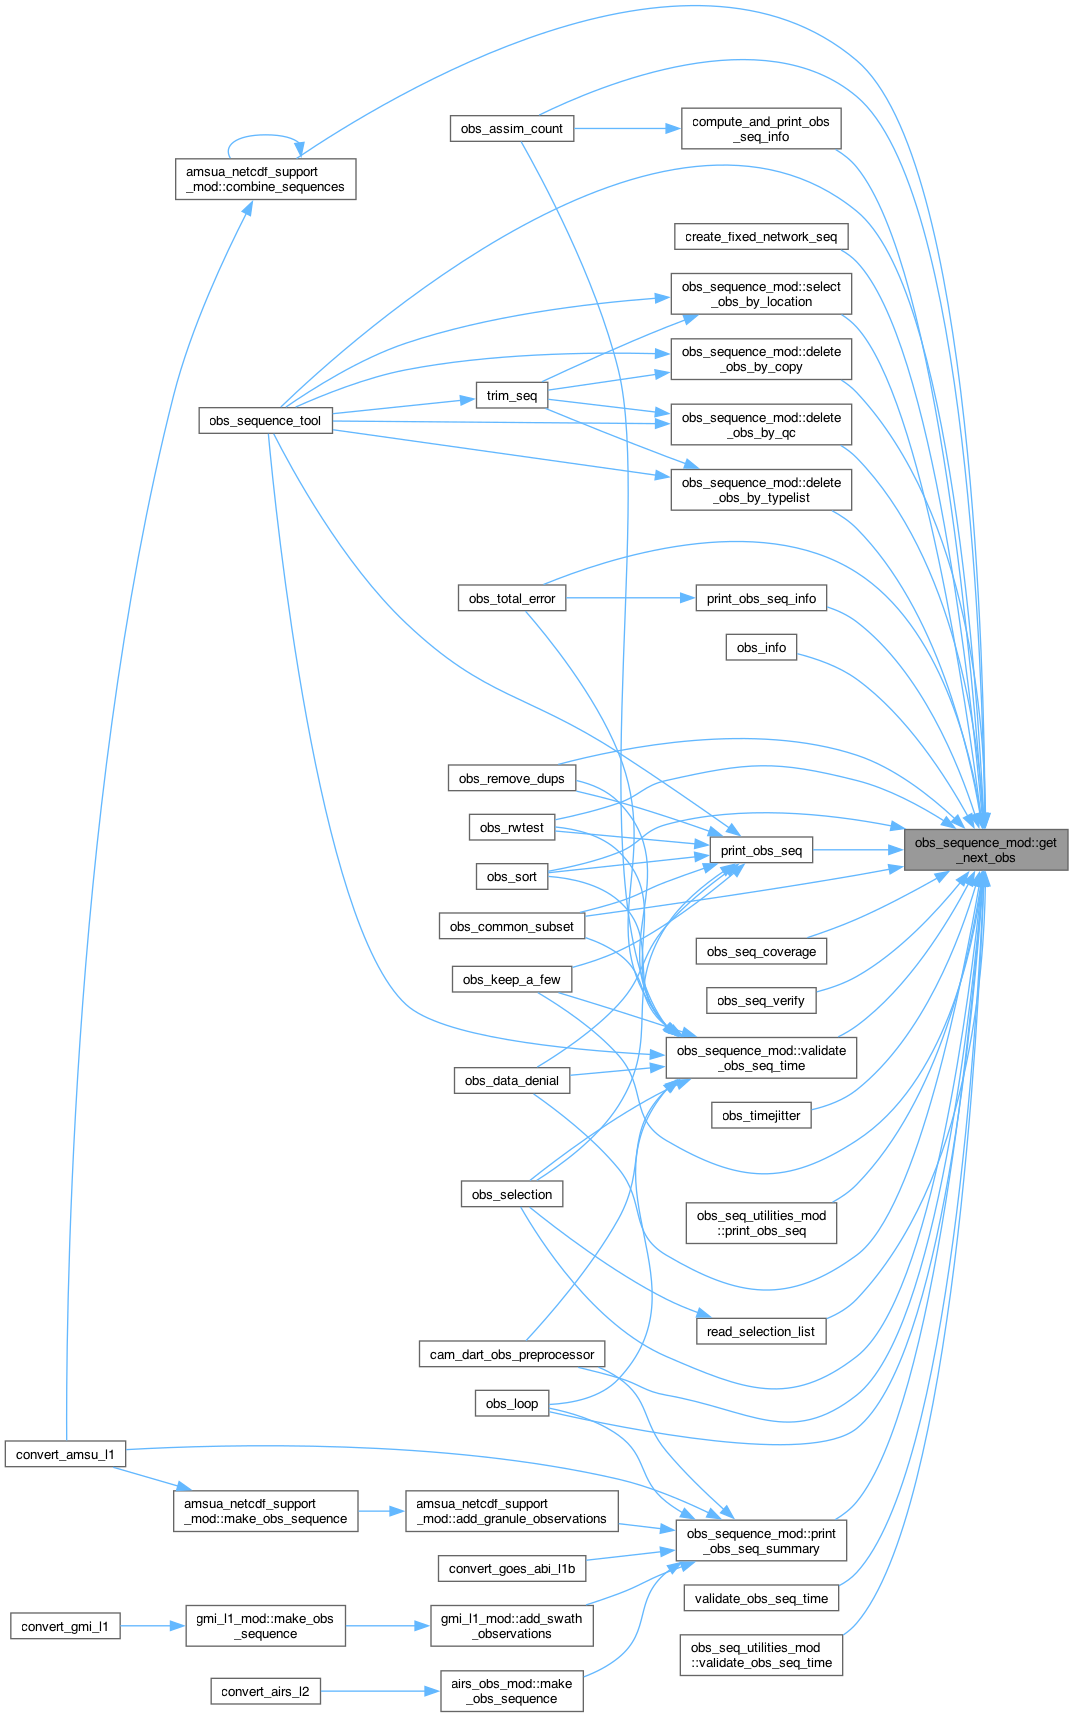 obs_assim_count
compute_and_print_obs
_seq_info
amsua_netcdf_support
_mod::combine_sequences
create_fixed_network_seq
obs_sequence_mod::select
_obs_by_location
obs_sequence_mod::delete
_obs_by_copy
trim_seq
obs_sequence_tool
obs_sequence_mod::delete
_obs_by_qc
obs_sequence_mod::delete
_obs_by_typelist
obs_total_error
print_obs_seq_info
obs_info
obs_remove_dups
obs_rwtest
print_obs_seq
obs_sequence_mod::get
_next_obs
obs_sort
obs_common_subset
obs_seq_coverage
obs_keep_a_few
obs_seq_verify
obs_sequence_mod::validate
_obs_seq_time
obs_data_denial
obs_timejitter
obs_selection
obs_seq_utilities_mod
::print_obs_seq
read_selection_list
cam_dart_obs_preprocessor
obs_loop
convert_amsu_l1
amsua_netcdf_support
_mod::make_obs_sequence
amsua_netcdf_support
_mod::add_granule_observations
obs_sequence_mod::print
_obs_seq_summary
convert_goes_abi_l1b
validate_obs_seq_time
convert_gmi_l1
gmi_l1_mod::make_obs
_sequence
gmi_l1_mod::add_swath
_observations
obs_seq_utilities_mod
::validate_obs_seq_time
convert_airs_l2
airs_obs_mod::make
_obs_sequence